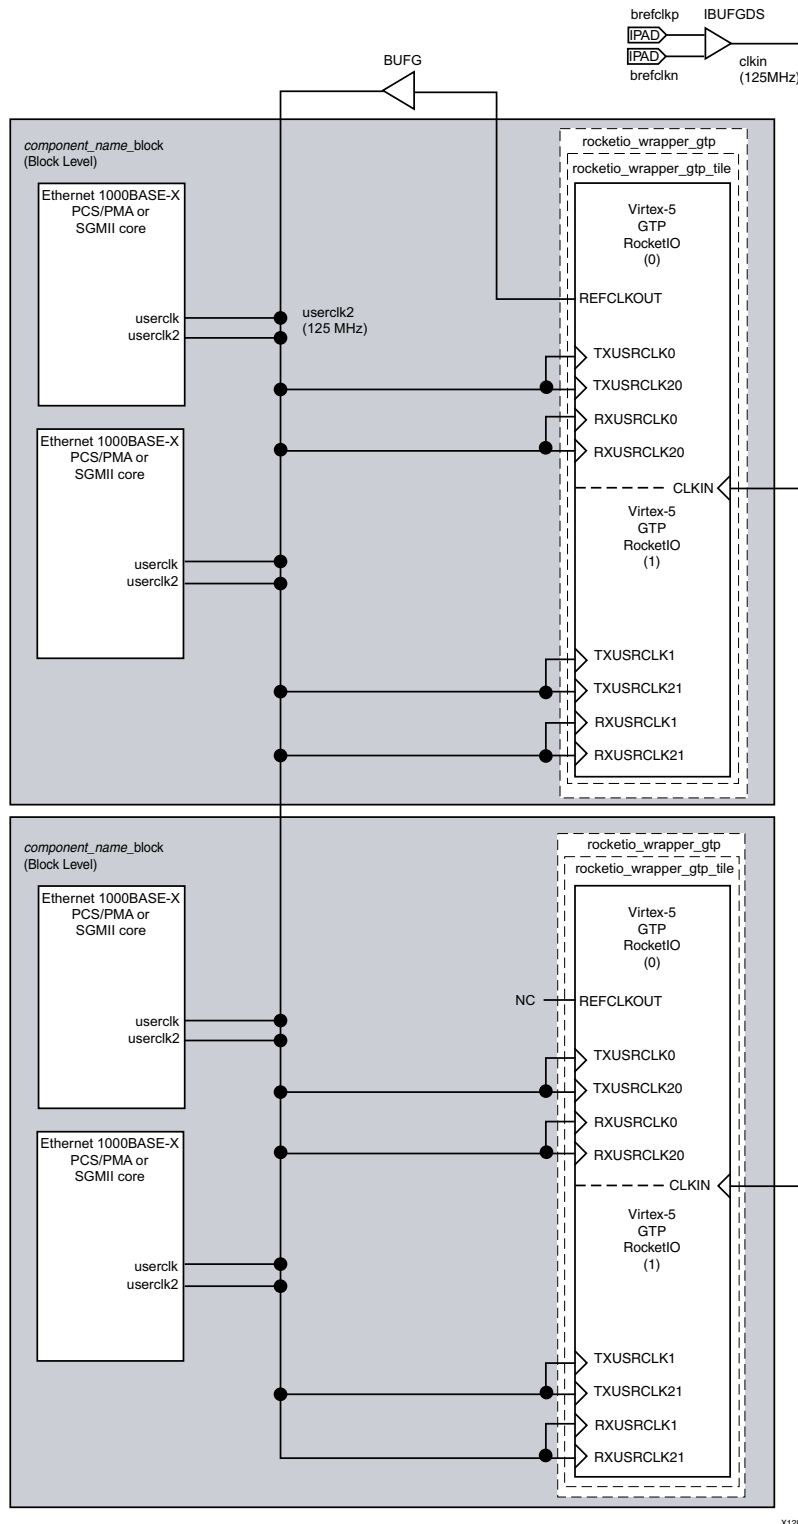 brefclkp
IBUFGDS
IPAD
IPAD
brefclkn
clkin
(125MHz)
BUFG
component_name_block
(Block Level)
rocketio_wrapper_gtp
rocketio_wrapper_gtp_tile
Ethernet 1000BASE-X
PCS/PMA or
SGMII core
userclk
userclk2
userclk2
(125 MHz)
Virtex-5
GTP
RocketIO
(0)
REFCLKOUT
TXUSRCLK0
TXUSRCLK20
RXUSRCLK0
RXUSRCLK20
Ethernet 1000BASE-X
PCS/PMA or
SGMII core
userclk
userclk2
CLKIN
Virtex-5
GTP
RocketIO
(1)
TXUSRCLK1
TXUSRCLK21
RXUSRCLK1
RXUSRCLK21
component_name_block
(Block Level)
rocketio_wrapper_gtp
rocketio_wrapper_gtp_tile
Ethernet 1000BASE-X
PCS/PMA or
SGMII core
userclk
userclk2
Virtex-5
GTP
RocketIO
(0)
NC
REFCLKOUT
TXUSRCLK0
TXUSRCLK20
RXUSRCLK0
RXUSRCLK20
Ethernet 1000BASE-X
PCS/PMA or
SGMII core
userclk
userclk2
CLKIN
Virtex-5
GTP
RocketIO
(1)
TXUSRCLK1
TXUSRCLK21
RXUSRCLK1
RXUSRCLK21